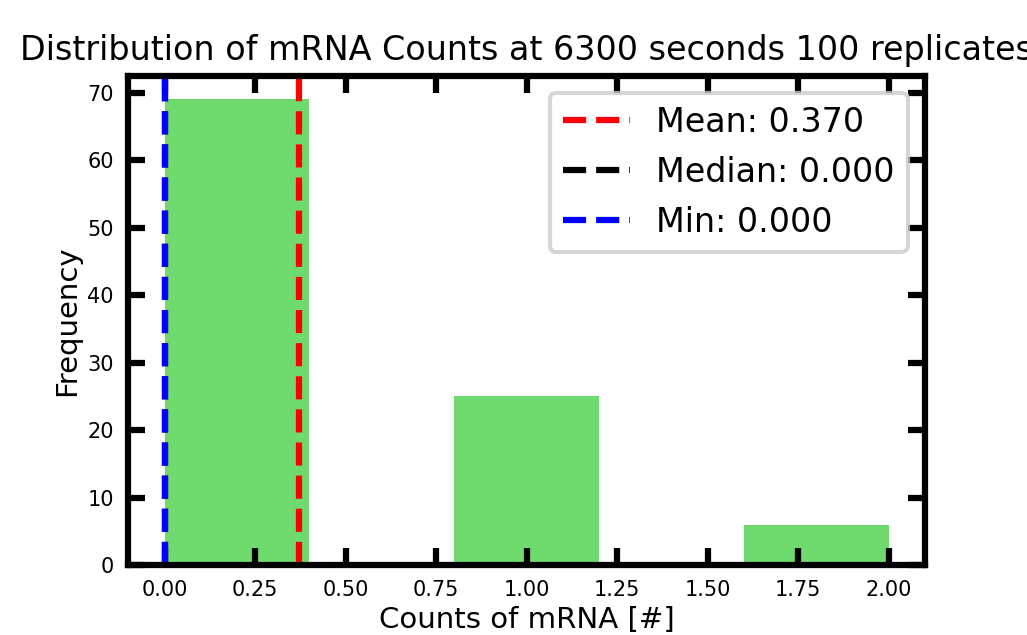 Distribution of mRNA Counts at 6300 seconds 100 replicates
Mean: 0.370
Median: 0.000
Min: 0.000
Frequency
70
60
50
40
30
20
10
0
0.00 0.25 0.50 0.75 1.00 1.25 1.50 1.75 2.00
Counts of mRNA [#]